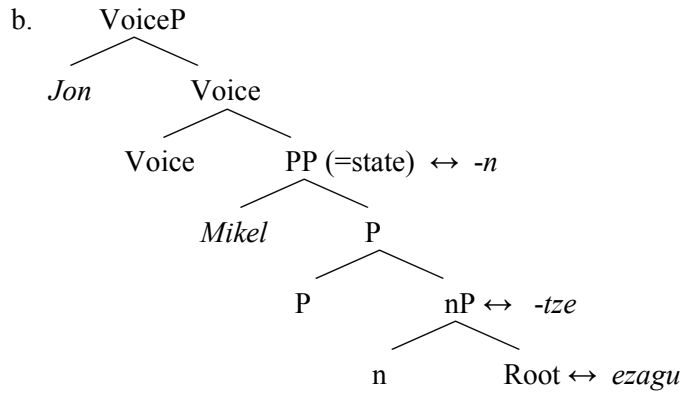 b. VoiceP
Jon Voice
Voice PP (=state) ↔ -n
Mikel P
P nP ↔ -tze
n Root ↔ ezagu